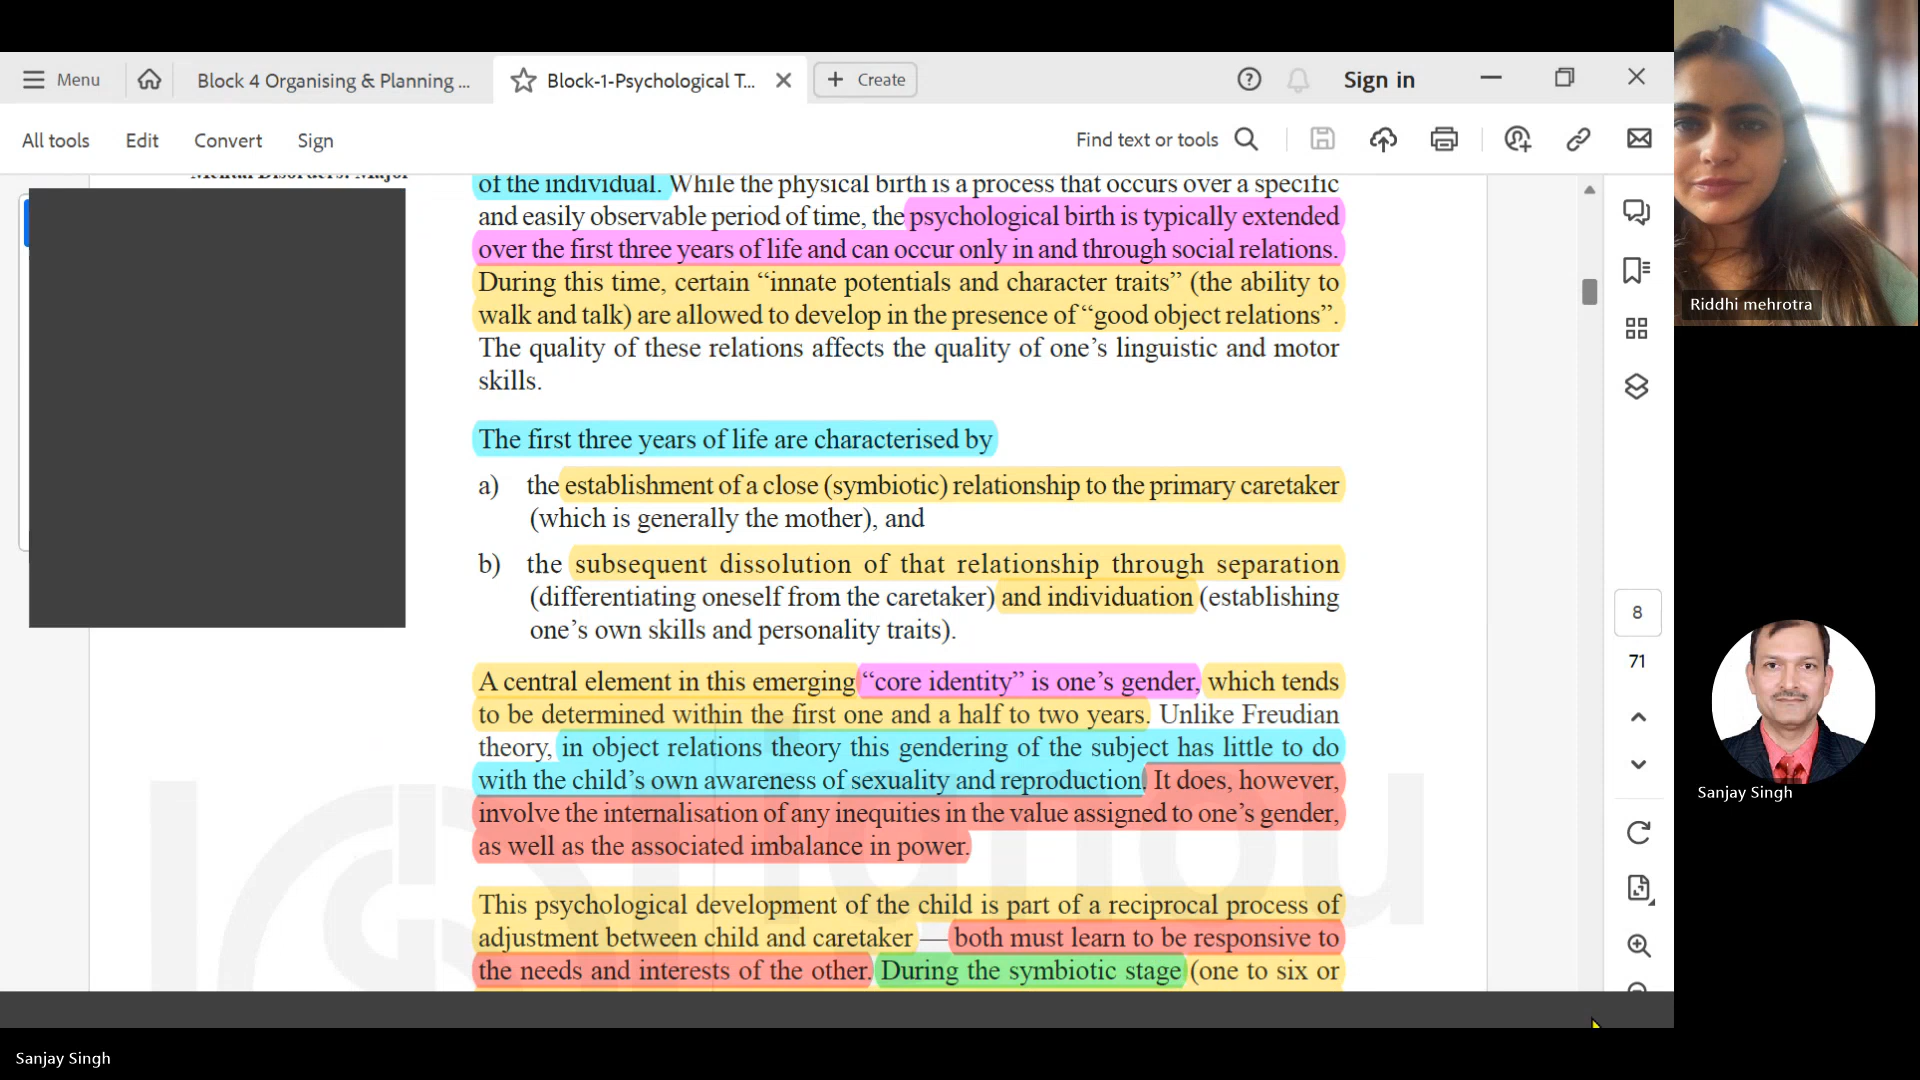 Menu
Block 4 Organising & Planning ...
Block-1-Psychological T...
Create
Sign in
All tools
Edit
Convert
Sign
Find text or tools
Mental Disorders: Major
of the individual. While the physical birth is a process that occurs over a specific
and easily observable period of time, the psychological birth is typically extended
over the first three years of life and can occur only in and through social relations.
During this time, certain “innate potentials and character traits” (the ability to
walk and talk) are allowed to develop in the presence of “good object relations”.
The quality of these relations affects the quality of one’s linguistic and motor
skills.
The first three years of life are characterised by
a) the establishment of a close (symbiotic) relationship to the primary caretaker
(which is generally the mother), and
b) the subsequent dissolution of that relationship through separation
(differentiating oneself from the caretaker) and individuation (establishing
one’s own skills and personality traits).
A central element in this emerging “core identity” is one’s gender, which tends
to be determined within the first one and a half to two years. Unlike Freudian
theory, in object relations theory this gendering of the subject has little to do
with the child’s own awareness of sexuality and reproduction. It does, however,
involve the internalisation of any inequities in the value assigned to one’s gender,
as well as the associated imbalance in power.
This psychological development of the child is part of a reciprocal process of
adjustment between child and caretaker — both must learn to be responsive to
the needs and interests of the other. During the symbiotic stage (one to six or
ignou
8
71
Riddhi mehrotra
Sanjay Singh
Sanjay Singh